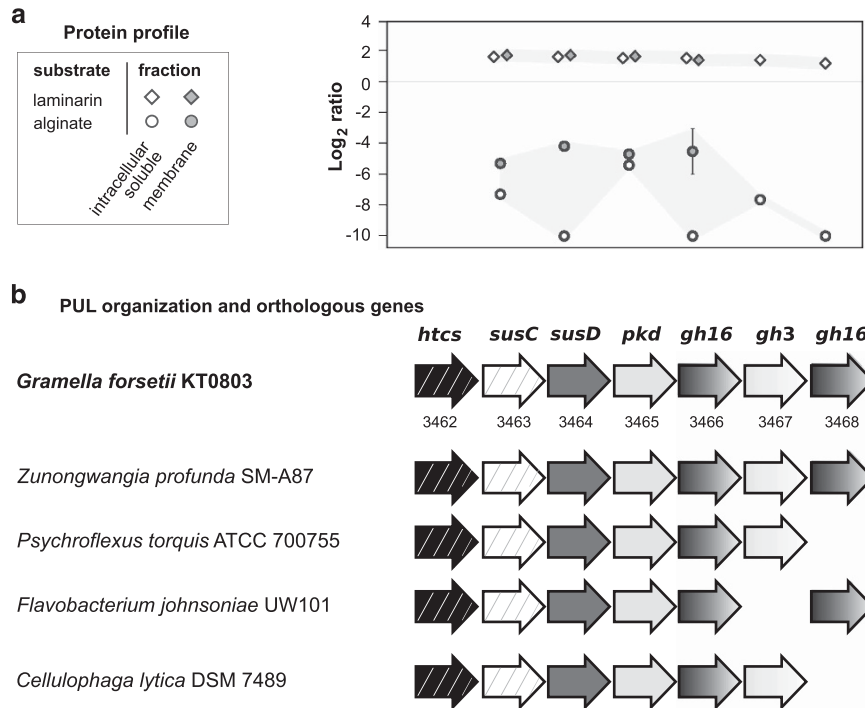 a
Protein profile
substrate fraction
laminarin
alginate
intracellular
soluble
membrane
Log2 ratio
4
2
0
-2
-4
-6
-8
-10
b
PUL organization and orthologous genes
htcs susC susD pkd gh16 gh3 gh16
Gramella forsetii KT0803
3462 3463 3464 3465 3466 3467 3468
Zunongwangia profunda SM-A87
Psychroflexus torquis ATCC 700755
Flavobacterium johnsoniae UW101
Cellulophaga lytica DSM 7489